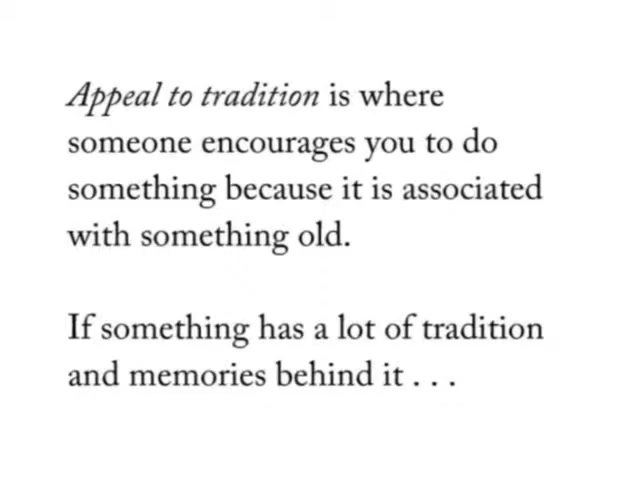 Appeal to tradition is where
someone encourages you to do
something because it is associated
with something old.
If something has a lot of tradition
and memories behind it . . .